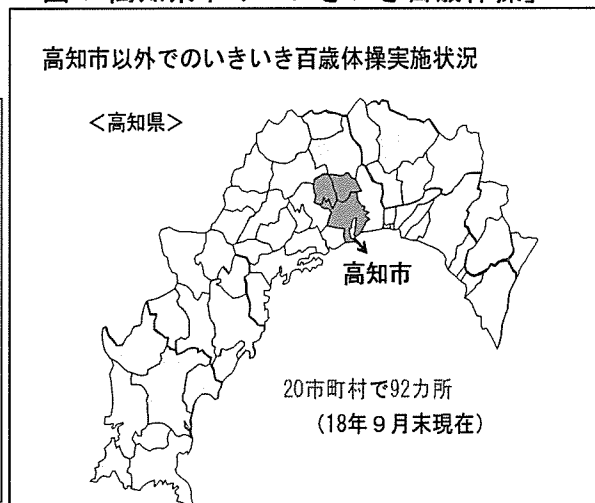 高知市以外でのいきいき百歳体操実施状況
＜高知県＞
高知市
20市町村で92カ所
(18年９月末現在)